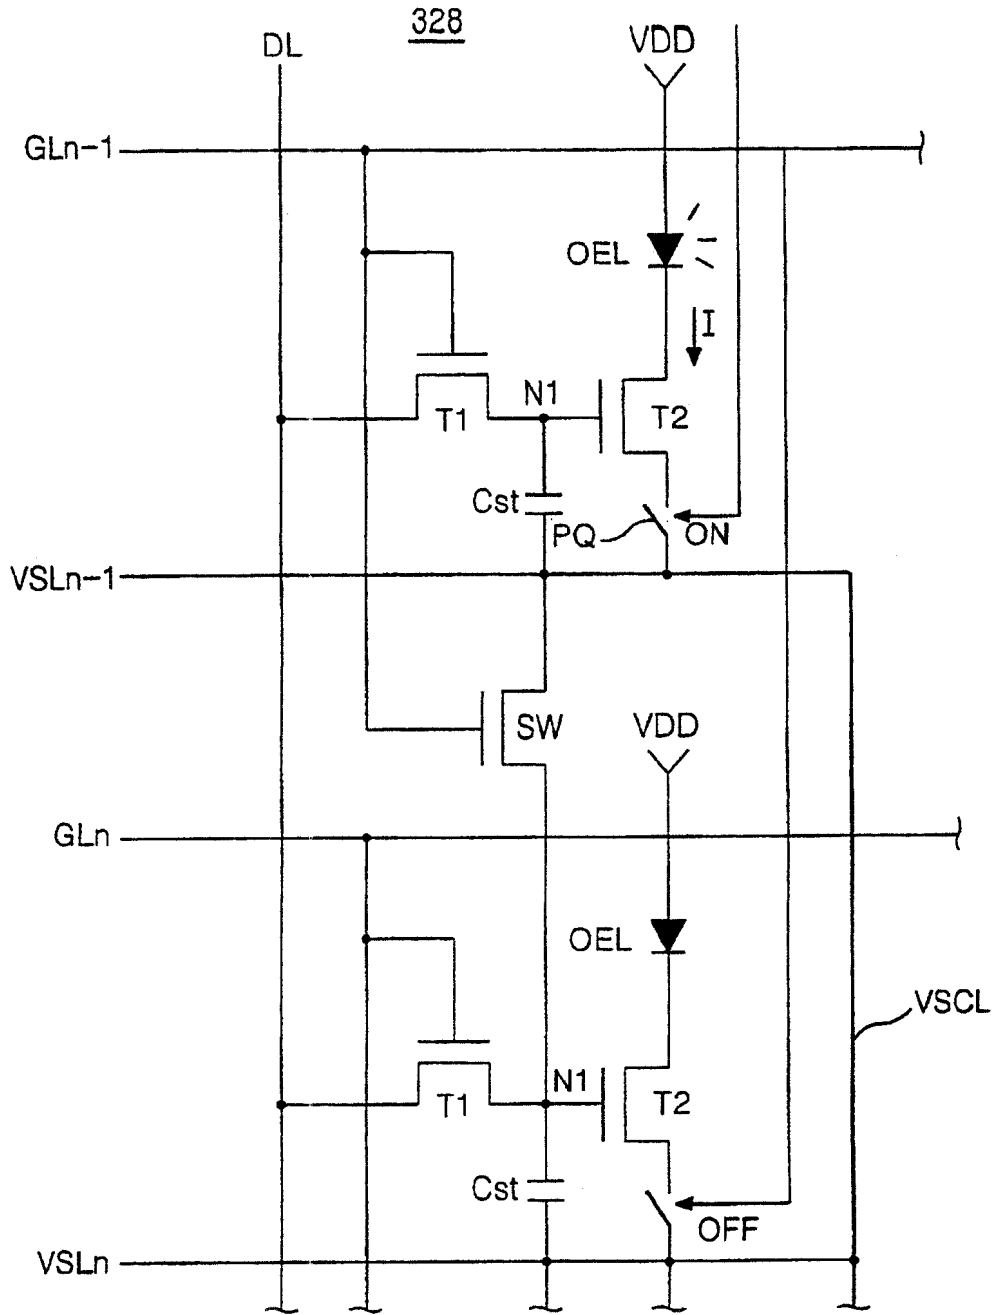 328
DL
VDD
GLn-1
OEL
I
N1
T1
T2
Cst
PQ
ON
VSLn-1
SW
VDD
GLn
OEL
VSCL
N1
T1
T2
Cst
OFF
VSLn